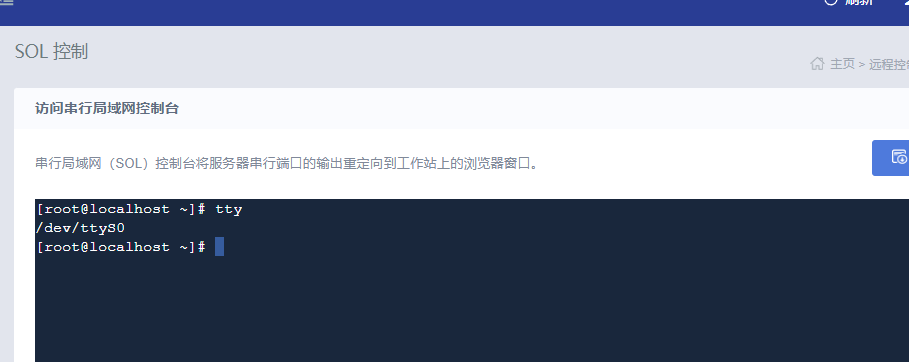 刷新
SOL 控制
主页 > 远程控制
访问串行局域网控制台
串行局域网（SOL）控制台将服务器串行端口的输出重定向到工作站上的浏览器窗口。
[root@localhost ~]# tty
/dev/ttyS0
[root@localhost ~]#